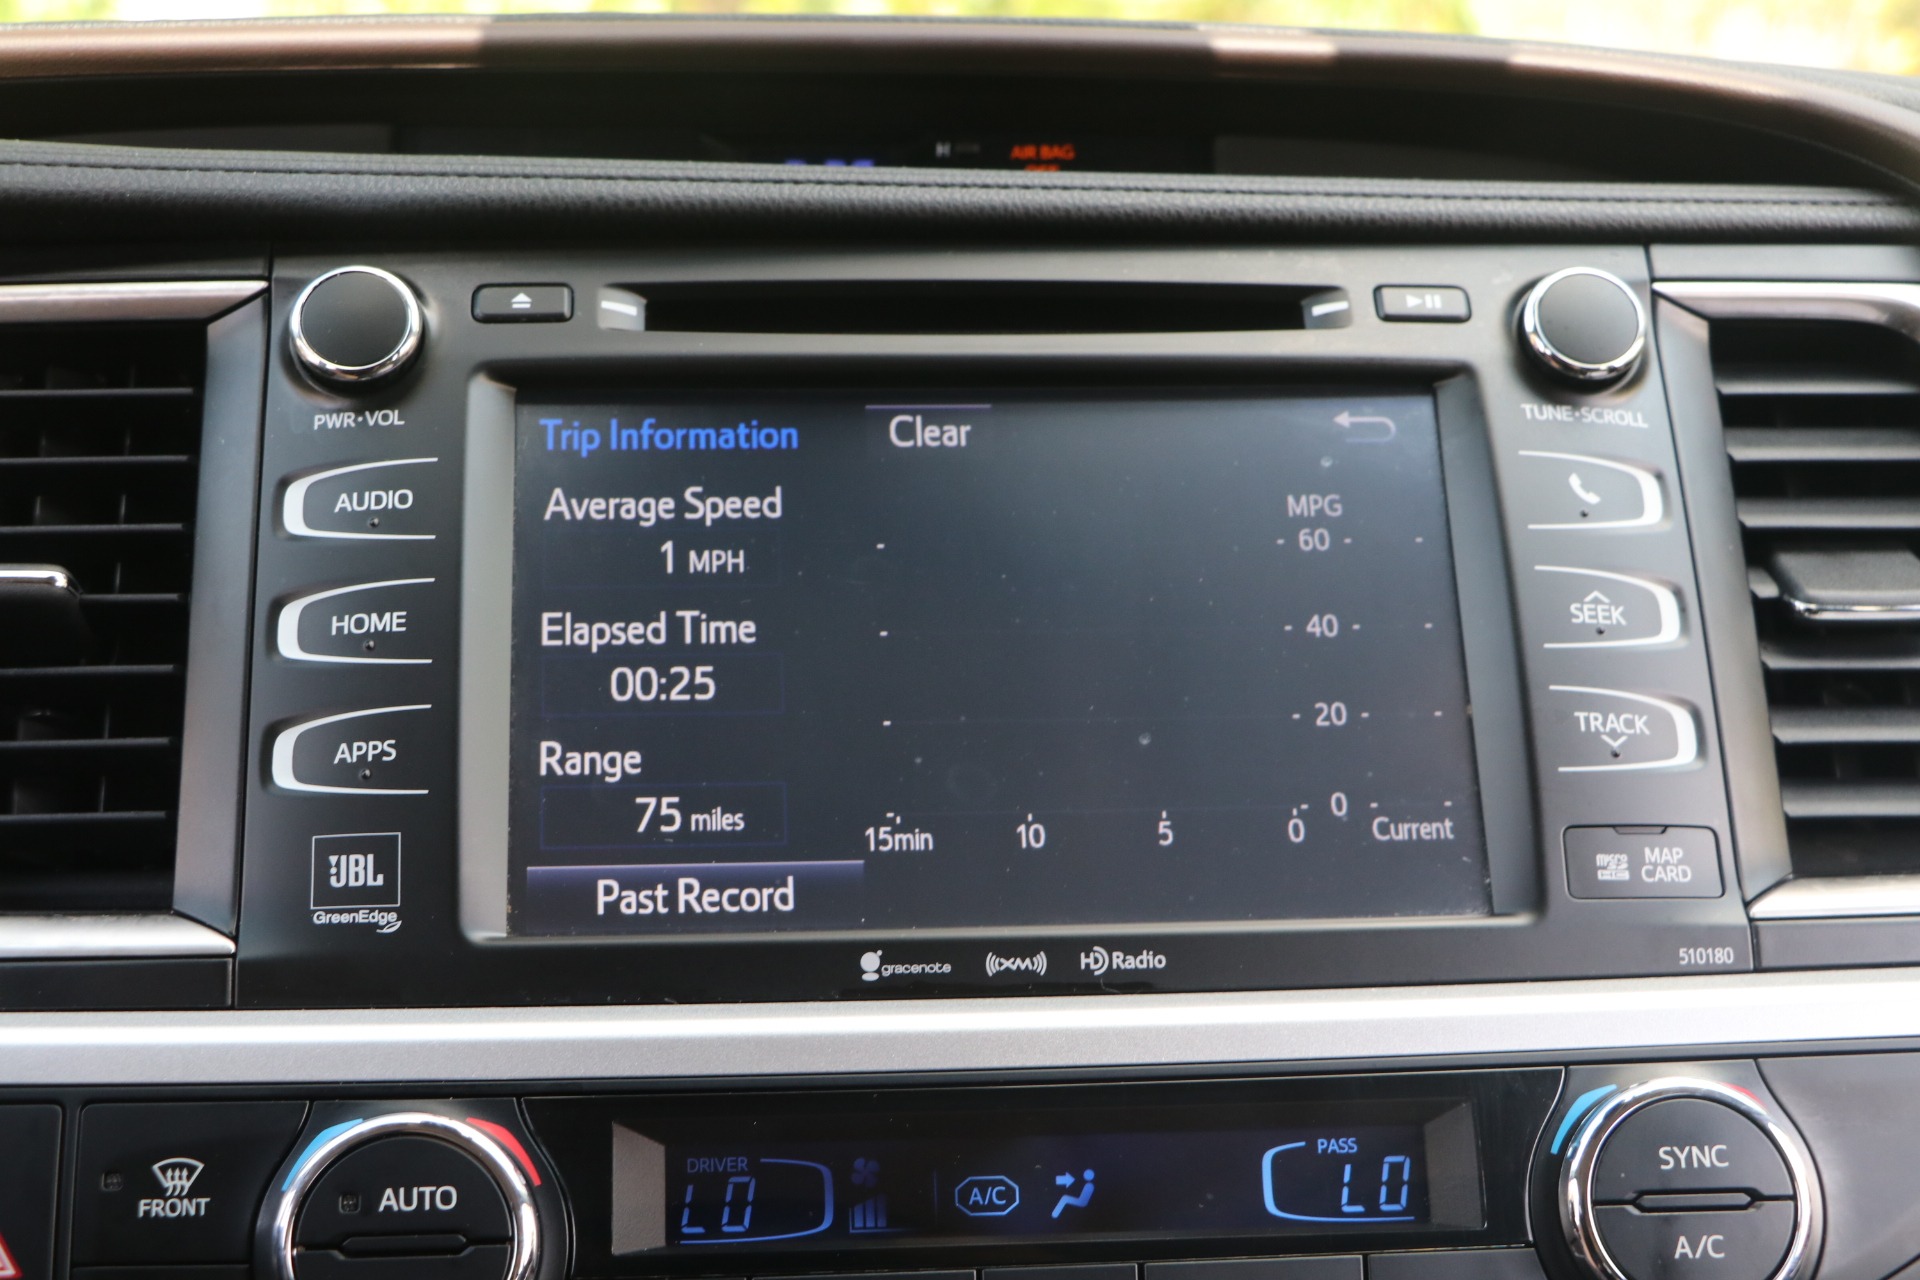 AIR BAG
PWR•VOL
TUNE•SCROLL
AUDIO
HOME
APPS
JBL
GreenEdge
Trip Information
Clear
Average Speed
1 MPH
Elapsed Time
00:25
Range
75 miles
Past Record
MPG
- 60 -
- 40 -
- 20 -
- 0 -
15min 10 5 0 Current
SEEK
TRACK
MAP
CARD
gracenote
((XM))
HD Radio
510180
FRONT
AUTO
DRIVER
LO
A/C
PASS
LO
SYNC
A/C